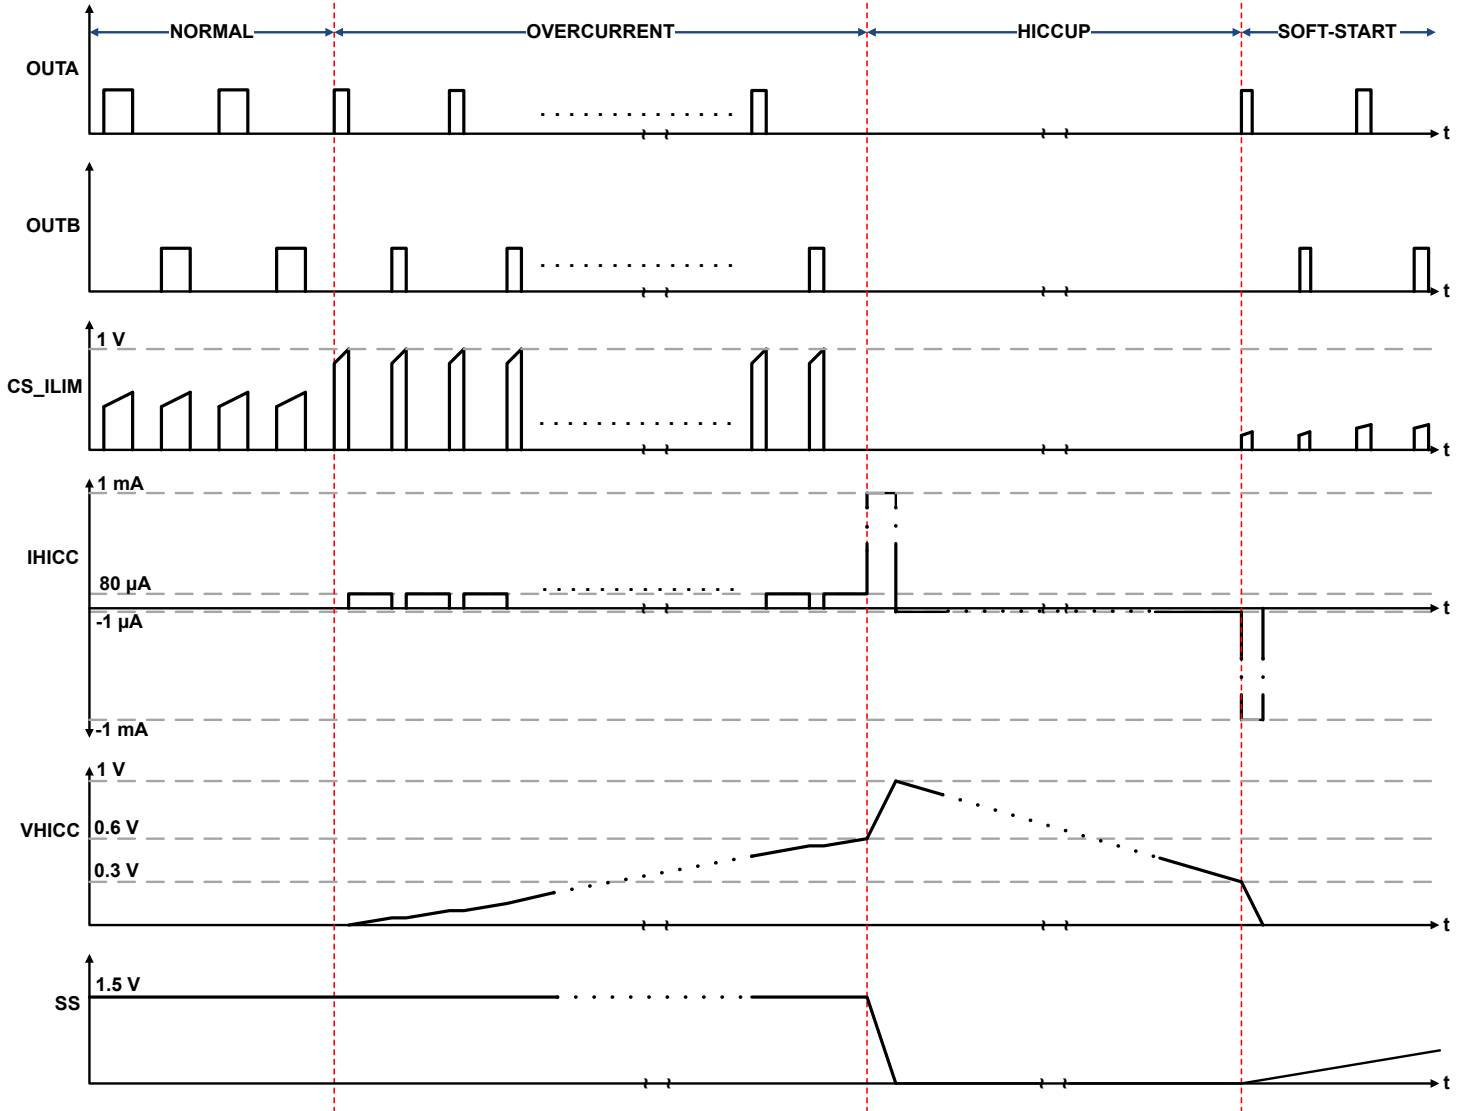 NORMAL OVERCURRENT HICCUP SOFT-START
OUTA
t
OUTB
t
1 V
CS_ILIM
t
1 mA
IHICC
80 µA
t
-1 µA
-1 mA
1 V
VHICC
0.6 V
0.3 V
t
1.5 V
SS
t